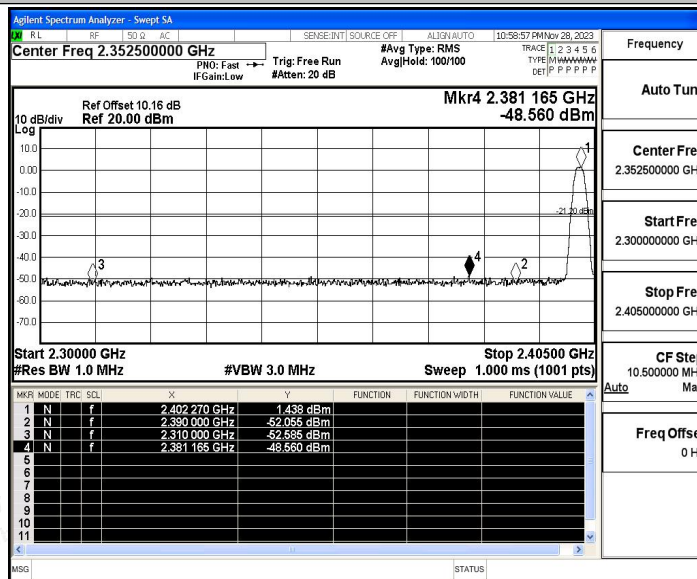 Agilent Spectrum Analyzer - Swept SA
RL RF 50 Ω AC SENSE:INT SOURCE OFF ALIGN AUTO 10:58:57 PM Nov 28, 2023
Center Freq 2.352500000 GHz
PNO: Fast
IFGain:Low
Trig: Free Run
#Atten: 20 dB
#Avg Type: RMS
Avg|Hold: 100/100
TRACE 1 2 3 4 5 6
TYPE M WWWWW
DET P P P P P P
Mkr4 2.381 165 GHz
-48.560 dBm
Ref Offset 10.16 dB
10 dB/div Ref 20.00 dBm
Log
10.0
0.00
-10.0
-20.0
-30.0
-40.0
-50.0
-60.0
-70.0
1
-21.20 dBm
3
4
2
Start 2.30000 GHz Stop 2.40500 GHz
#Res BW 1.0 MHz #VBW 3.0 MHz Sweep 1.000 ms (1001 pts)
MKR MODE TRC SCL X Y FUNCTION FUNCTION WIDTH FUNCTION VALUE
1 N f 2.402 270 GHz 1.438 dBm
2 N f 2.390 000 GHz -52.055 dBm
3 N f 2.310 000 GHz -52.585 dBm
4 N f 2.381 165 GHz -48.560 dBm
5
6
7
8
9
10
11
MSG STATUS
Frequency
Auto Tun
Center Fre
2.352500000 GH
Start Fre
2.300000000 GH
Stop Fre
2.405000000 GH
CF Ste
10.500000 MH
Auto Ma
Freq Offse
0 H